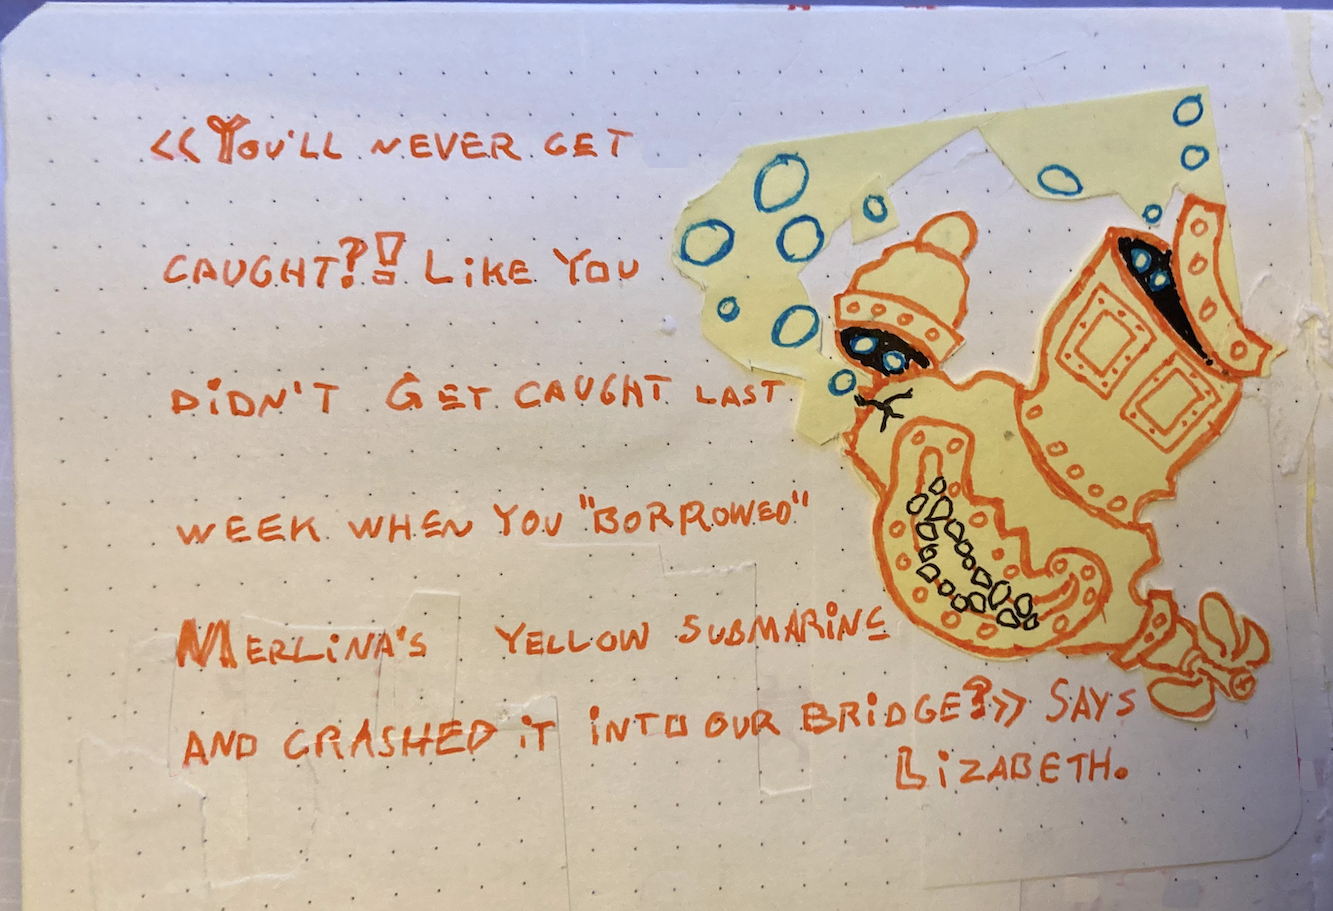 << You'LL NEVER GET
CAUGHT?! LiKE You
DiDN'T GET CAUGHT LAST
WEEK WHEN YOU "BORROWED"
MERLiNA'S YELLOW SUBMARiNE
AND CRASHED iT iNTO OUR BRiDGE?>> SAYS
LiZABETH.